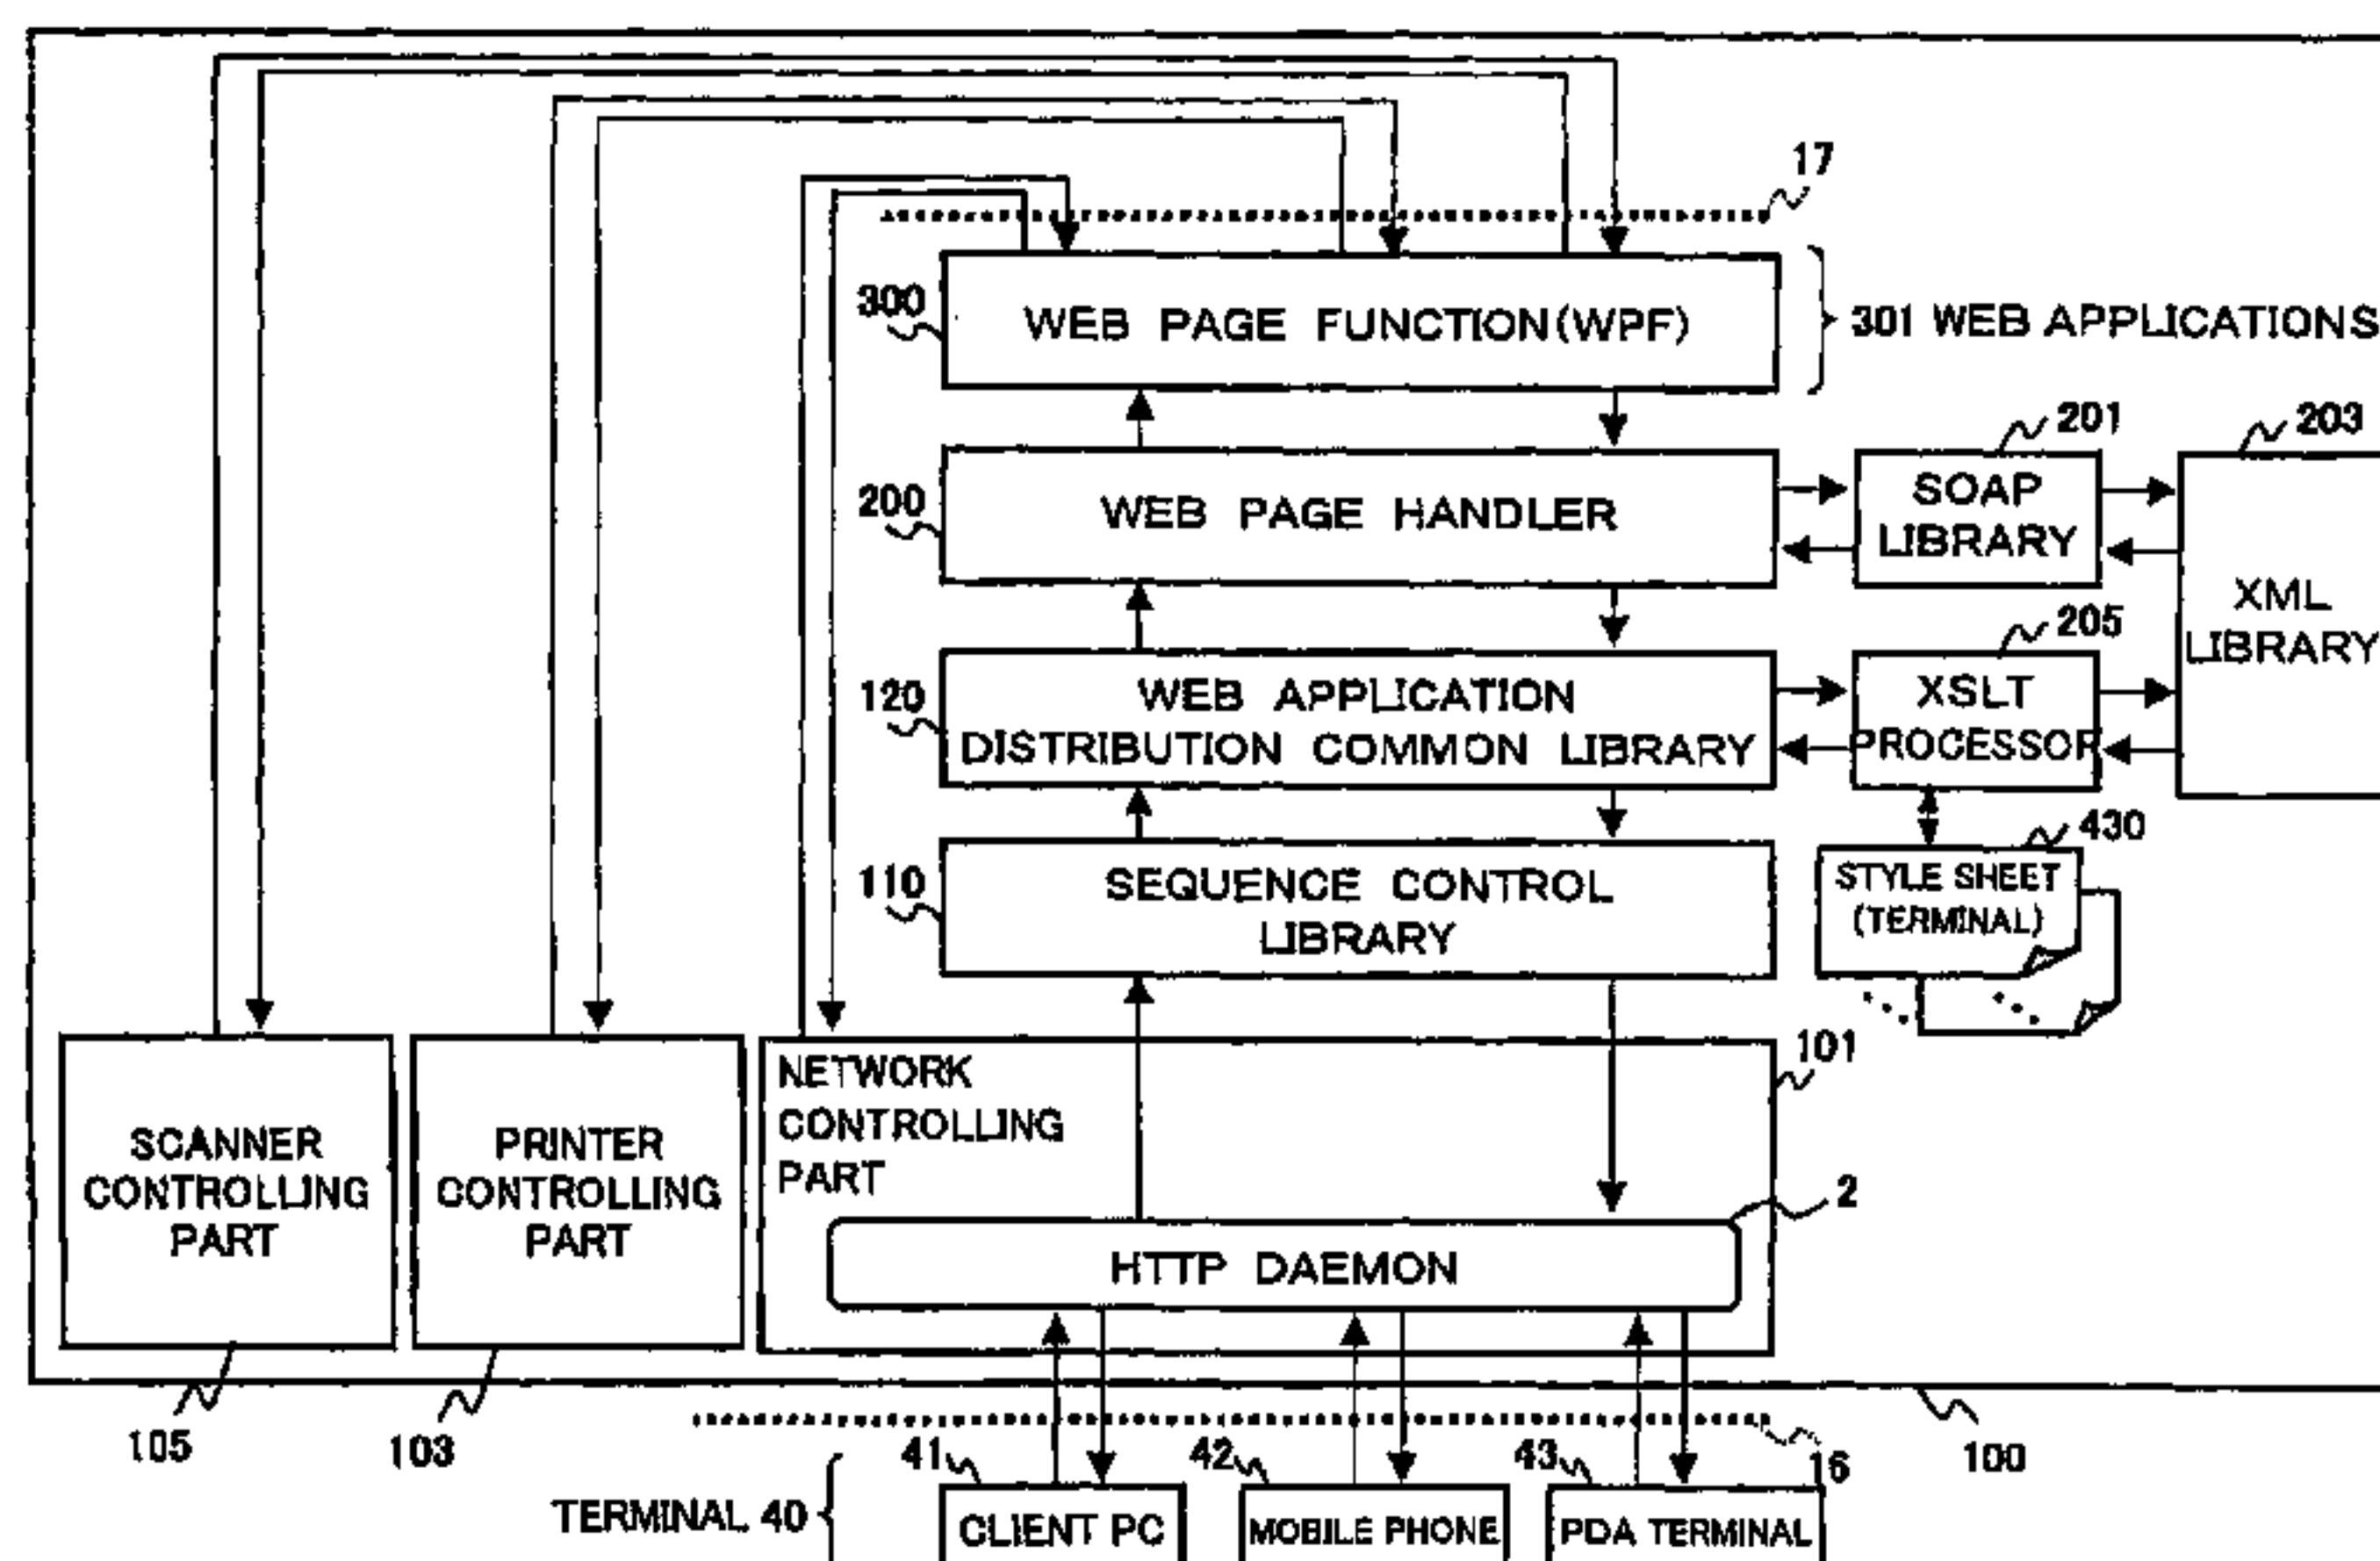 17
300
WEB PAGE FUNCTION(WPF)
301 WEB APPLICATIONS
201
203
200
WEB PAGE HANDLER
SOAP
LIBRARY
XML
LIBRARY
205
120
WEB APPLICATION
DISTRIBUTION COMMON LIBRARY
XSLT
PROCESSOR
430
110
SEQUENCE CONTROL
LIBRARY
STYLE SHEET
(TERMINAL)
101
NETWORK
CONTROLLING
PART
SCANNER
CONTROLLING
PART
PRINTER
CONTROLLING
PART
2
HTTP DAEMON
105
103
100
16
41
42
43
TERMINAL 40
CLIENT PC
MOBILE PHONE
PDA TERMINAL